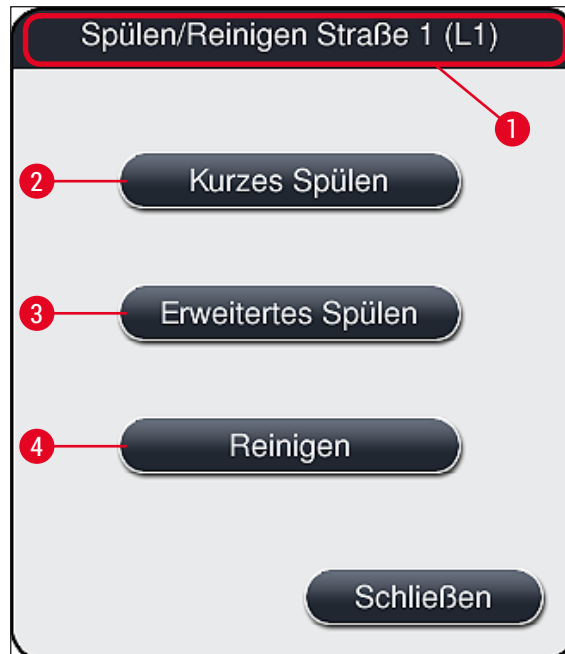 Spülen/Reinigen Straße 1 (L1)
1
2 Kurzes Spülen
3 Erweitertes Spülen
4 Reinigen
Schließen